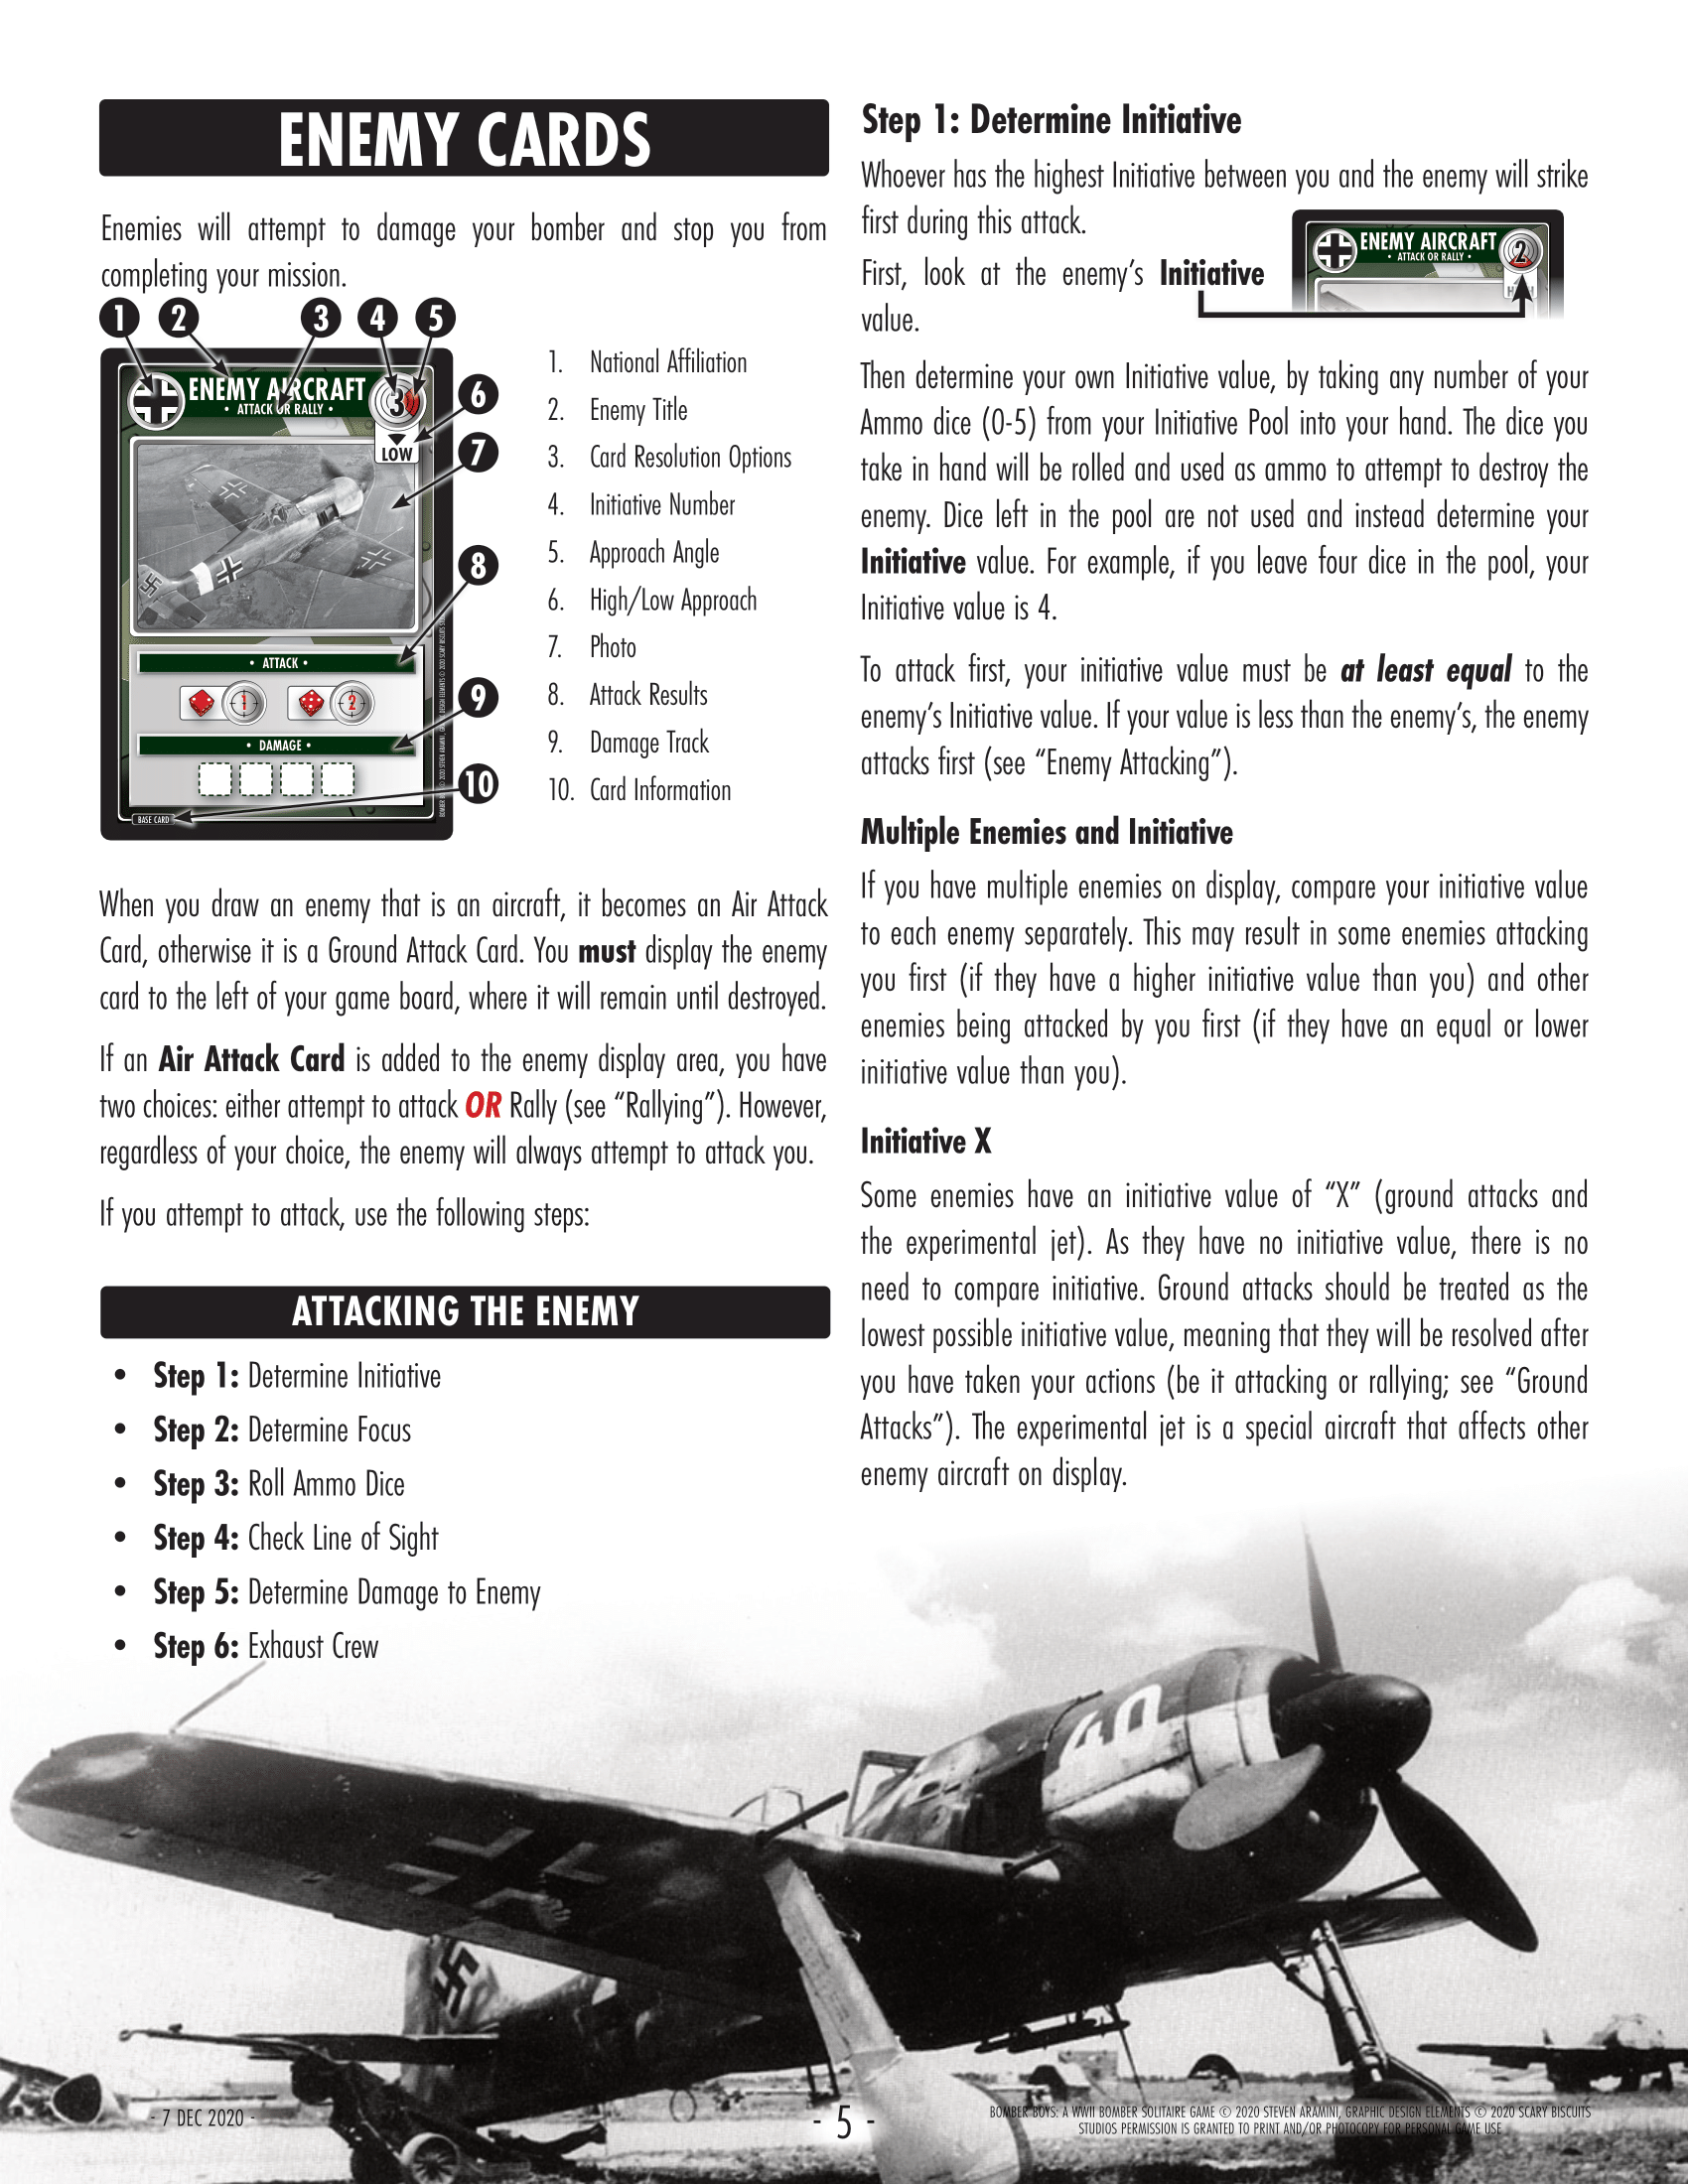 ENEMY CARDS
Enemies will attempt to damage your bomber and stop you from
completing your mission.
1 2 3 4 5
6
7
8
9
10
ENEMY AIRCRAFT
• ATTACK OR RALLY •
3
LOW
• ATTACK •
1 2
• DAMAGE •
BASE CARD
1. National Affiliation
2. Enemy Title
3. Card Resolution Options
4. Initiative Number
5. Approach Angle
6. High/Low Approach
7. Photo
8. Attack Results
9. Damage Track
10. Card Information
When you draw an enemy that is an aircraft, it becomes an Air Attack
Card, otherwise it is a Ground Attack Card. You must display the enemy
card to the left of your game board, where it will remain until destroyed.
If an Air Attack Card is added to the enemy display area, you have
two choices: either attempt to attack OR Rally (see “Rallying”). However,
regardless of your choice, the enemy will always attempt to attack you.
If you attempt to attack, use the following steps:
ATTACKING THE ENEMY
• Step 1: Determine Initiative
• Step 2: Determine Focus
• Step 3: Roll Ammo Dice
• Step 4: Check Line of Sight
• Step 5: Determine Damage to Enemy
• Step 6: Exhaust Crew
Step 1: Determine Initiative
Whoever has the highest Initiative between you and the enemy will strike
first during this attack.
First, look at the enemy’s Initiative
value.
ENEMY AIRCRAFT
• ATTACK OR RALLY •
2
Then determine your own Initiative value, by taking any number of your
Ammo dice (0-5) from your Initiative Pool into your hand. The dice you
take in hand will be rolled and used as ammo to attempt to destroy the
enemy. Dice left in the pool are not used and instead determine your
Initiative value. For example, if you leave four dice in the pool, your
Initiative value is 4.
To attack first, your initiative value must be at least equal to the
enemy’s Initiative value. If your value is less than the enemy’s, the enemy
attacks first (see “Enemy Attacking”).
Multiple Enemies and Initiative
If you have multiple enemies on display, compare your initiative value
to each enemy separately. This may result in some enemies attacking
you first (if they have a higher initiative value than you) and other
enemies being attacked by you first (if they have an equal or lower
initiative value than you).
Initiative X
Some enemies have an initiative value of “X” (ground attacks and
the experimental jet). As they have no initiative value, there is no
need to compare initiative. Ground attacks should be treated as the
lowest possible initiative value, meaning that they will be resolved after
you have taken your actions (be it attacking or rallying; see “Ground
Attacks”). The experimental jet is a special aircraft that affects other
enemy aircraft on display.
- 7 DEC 2020 -
- 5 -
BOMBER BOYS: A WWII BOMBER SOLITAIRE GAME © 2020 STEVEN ARAMINI, GRAPHIC DESIGN ELEMENTS © 2020 SCARY BISCUITS
STUDIOS PERMISSION IS GRANTED TO PRINT AND/OR PHOTOCOPY FOR PERSONAL GAME USE